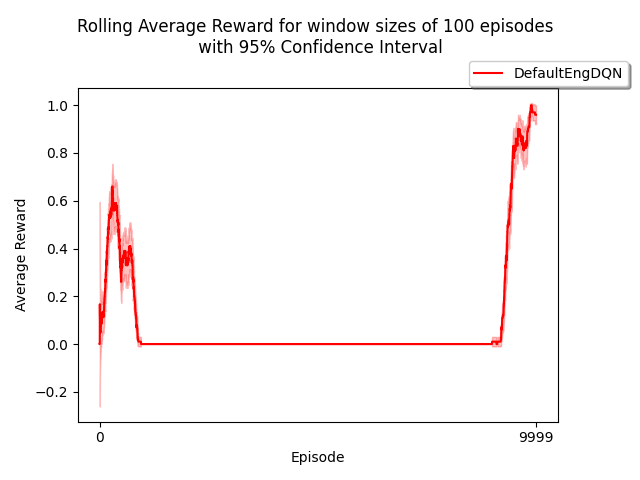 Rolling Average Reward for window sizes of 100 episodes
with 95% Confidence Interval
DefaultEngDQN
1.0
0.8
0.6
0.4
0.2
0.0
−0.2
Average Reward
0
9999
Episode